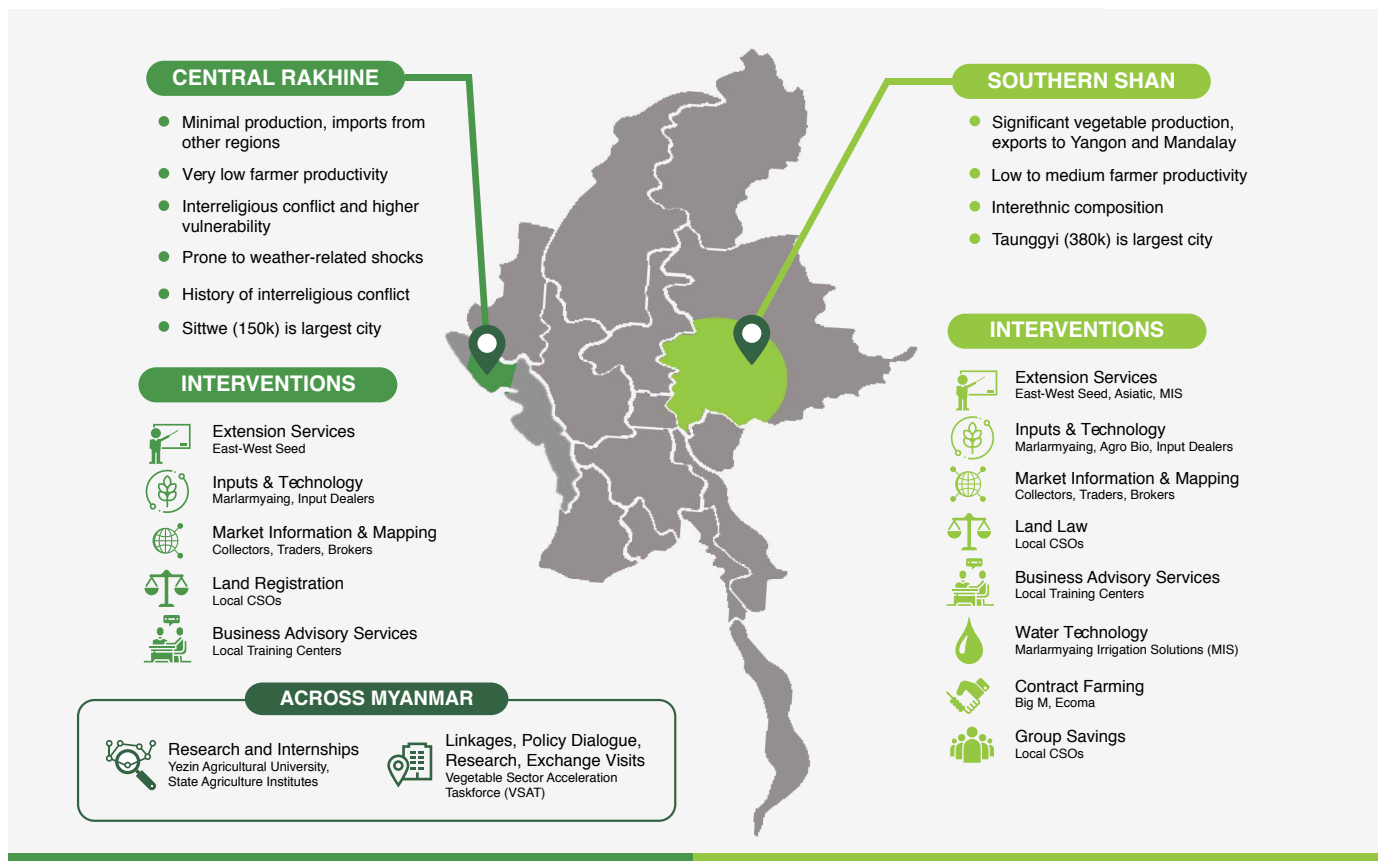 CENTRAL RAKHINE
Minimal production, imports from
other regions
Very low farmer productivity
Interreligious conflict and higher
vulnerability
Prone to weather-related shocks
History of interreligious conflict
Sittwe (150k) is largest city
INTERVENTIONS
Extension Services
East-West Seed
Inputs & Technology
Marlarmyaing, Input Dealers
Market Information & Mapping
Collectors, Traders, Brokers
Land Registration
Local CSOs
Business Advisory Services
Local Training Centers
SOUTHERN SHAN
Significant vegetable production,
exports to Yangon and Mandalay
Low to medium farmer productivity
Interethnic composition
Taunggyi (380k) is largest city
INTERVENTIONS
Extension Services
East-West Seed, Asiatic, MIS
Inputs & Technology
Marlarmyaing, Agro Bio, Input Dealers
Market Information & Mapping
Collectors, Traders, Brokers
Land Law
Local CSOs
Business Advisory Services
Local Training Centers
Water Technology
Marlarmyaing Irrigation Solutions (MIS)
Contract Farming
Big M, Ecoma
Group Savings
Local CSOs
ACROSS MYANMAR
Research and Internships
Yezin Agricultural University,
State Agriculture Institutes
Linkages, Policy Dialogue,
Research, Exchange Visits
Vegetable Sector Acceleration
Taskforce (VSAT)